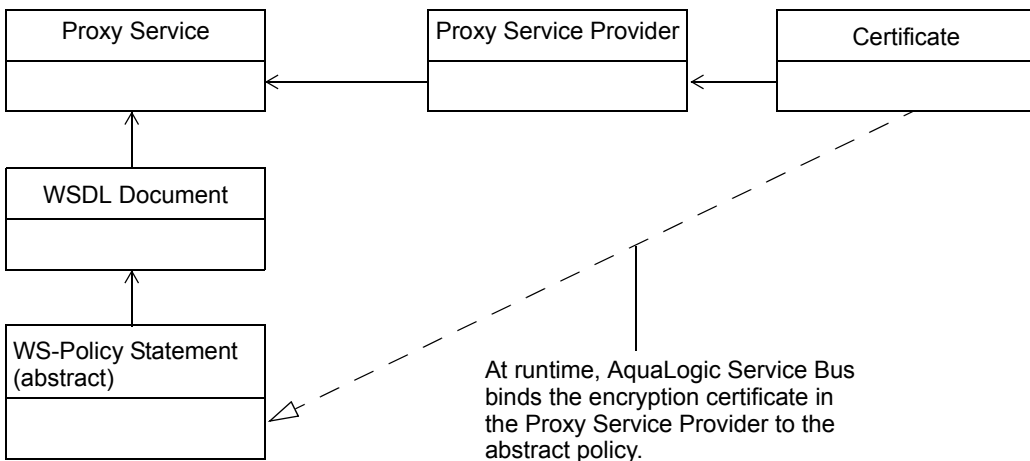 Proxy Service
Proxy Service Provider
Certificate
WSDL Document
WS-Policy Statement
(abstract)
At runtime, AquaLogic Service Bus
binds the encryption certificate in
the Proxy Service Provider to the
abstract policy.